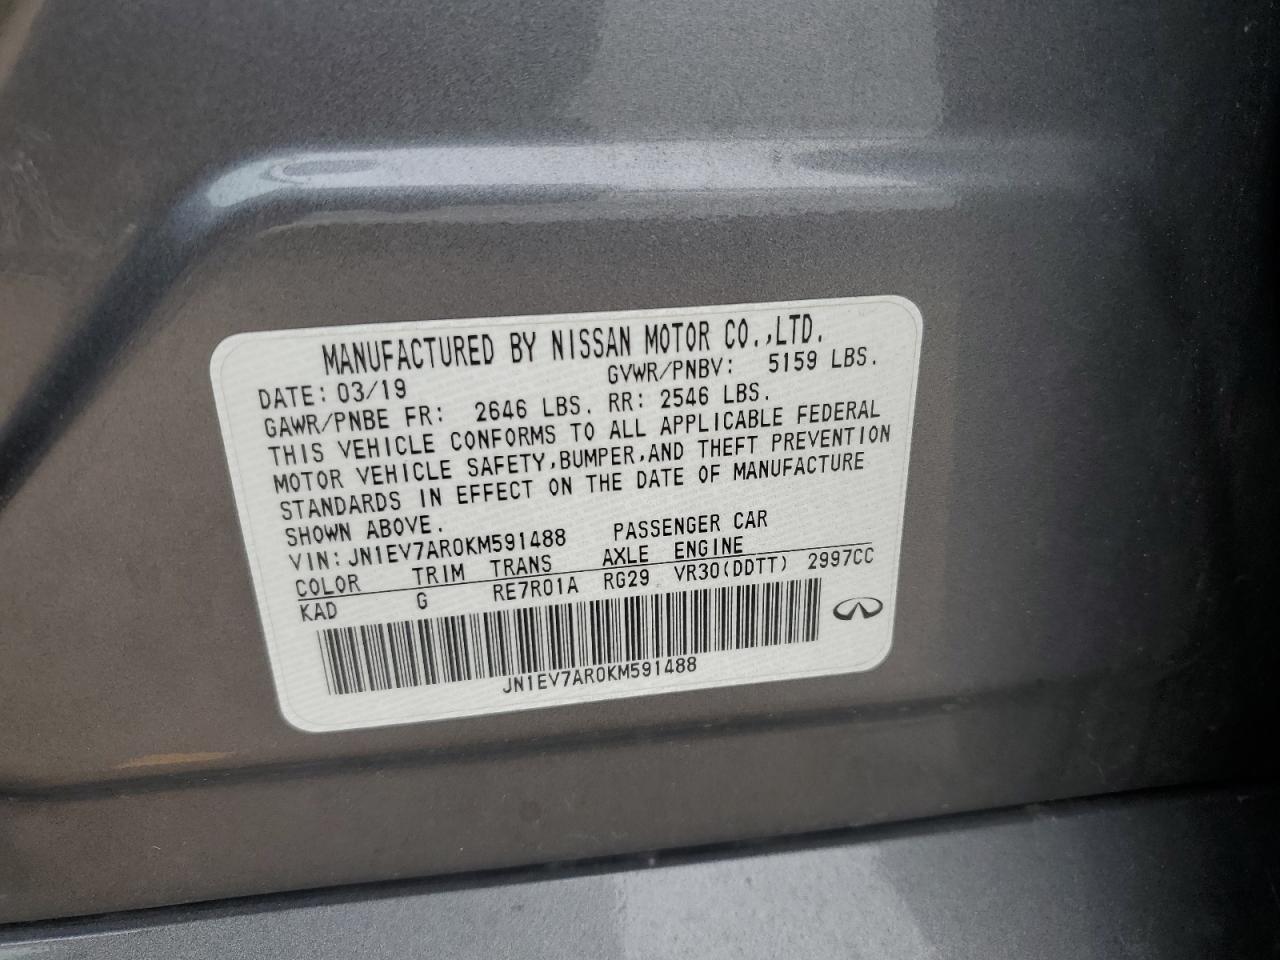 MANUFACTURED BY NISSAN MOTOR CO.,LTD.
DATE: 03/19 GVWR/PNBV: 5159 LBS.
GAWR/PNBE FR: 2646 LBS. RR: 2546 LBS.
THIS VEHICLE CONFORMS TO ALL APPLICABLE FEDERAL
MOTOR VEHICLE SAFETY,BUMPER,AND THEFT PREVENTION
STANDARDS IN EFFECT ON THE DATE OF MANUFACTURE
SHOWN ABOVE.
VIN: JN1EV7AR0KM591488 PASSENGER CAR
COLOR TRIM TRANS AXLE ENGINE
KAD G RE7R01A RG29 VR30(DDTT) 2997CC
JN1EV7AR0KM591488